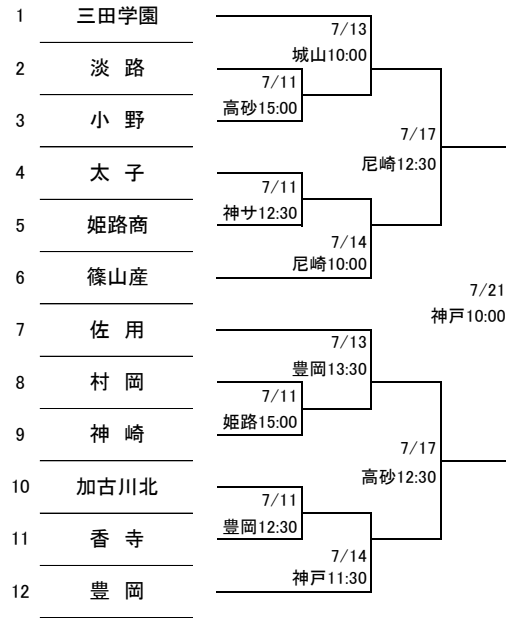 1 三田学園
7/13
城山10:00
2 淡 路
7/11
高砂15:00
3 小 野
7/17
尼崎12:30
4 太 子
7/11
神サ12:30
5 姫路商
7/14
尼崎10:00
6 篠山産
7/21
神戸10:00
7 佐 用
7/13
豊岡13:30
8 村 岡
7/11
姫路15:00
9 神 崎
7/17
高砂12:30
10 加古川北
7/11
豊岡12:30
11 香 寺
7/14
神戸11:30
12 豊 岡